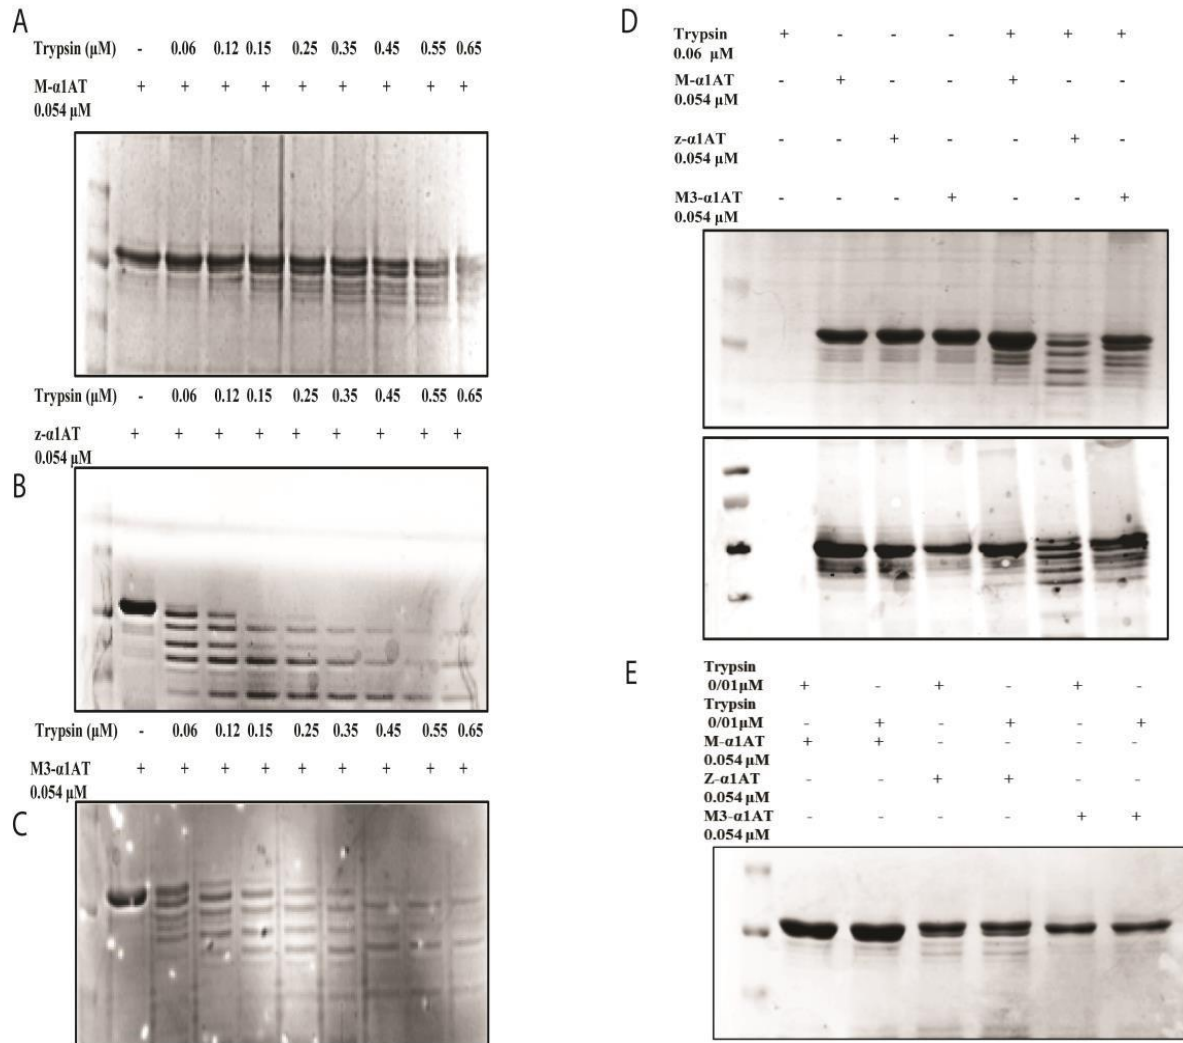 A
Trypsin (µM) - 0.06 0.12 0.15 0.25 0.35 0.45 0.55 0.65
M-α1AT + + + + + + + + +
0.054 µM
Trypsin (µM) - 0.06 0.12 0.15 0.25 0.35 0.45 0.55 0.65
z-α1AT + + + + + + + + +
0.054 µM
B
Trypsin (µM) - 0.06 0.12 0.15 0.25 0.35 0.45 0.55 0.65
M3-α1AT + + + + + + + + +
0.054 µM
C
D
Trypsin + - - - + + +
0.06 µM
M-α1AT - + - - + - -
0.054 µM
z-α1AT - - + - - + -
0.054 µM
M3-α1AT - - - + - - +
0.054 µM
E
Trypsin
0/01µM + - + - + -
Trypsin
0/01µM - + - + - +
M-α1AT + + - - - -
0.054 µM
Z-α1AT - - + + - -
0.054 µM
M3-α1AT - - - - + +
0.054 µM